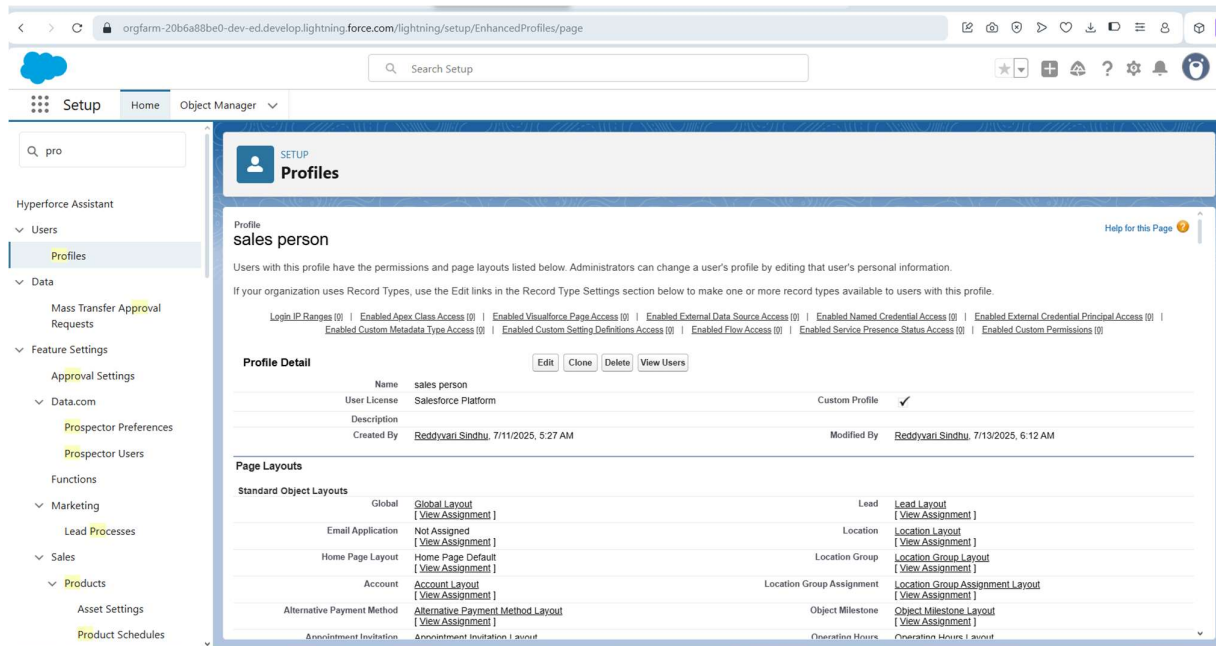 orgfarm-20b6a88be0-dev-ed.develop.lightning.force.com/lightning/setup/EnhancedProfiles/page
Search Setup
Setup Home Object Manager
pro
Hyperforce Assistant
Users
Profiles
Data
Mass Transfer Approval
Requests
Feature Settings
Approval Settings
Data.com
Prospector Preferences
Prospector Users
Functions
Marketing
Lead Processes
Sales
Products
Asset Settings
Product Schedules
SETUP
Profiles
Profile
sales person
Help for this Page
Users with this profile have the permissions and page layouts listed below. Administrators can change a user's profile by editing that user's personal information.
If your organization uses Record Types, use the Edit links in the Record Type Settings section below to make one or more record types available to users with this profile.
Login IP Ranges [0] | Enabled Apex Class Access [0] | Enabled Visualforce Page Access [0] | Enabled External Data Source Access [0] | Enabled Named Credential Access [0] | Enabled External Credential Principal Access [0] |
Enabled Custom Metadata Type Access [0] | Enabled Custom Setting Definitions Access [0] | Enabled Flow Access [0] | Enabled Service Presence Status Access [0] | Enabled Custom Permissions [0]
Profile Detail Edit Clone Delete View Users
Name sales person
User License Salesforce Platform Custom Profile ✓
Description
Created By Reddyvari Sindhu, 7/11/2025, 5:27 AM Modified By Reddyvari Sindhu, 7/13/2025, 6:12 AM
Page Layouts
Standard Object Layouts
Global Global Layout Lead Lead Layout
[ View Assignment ] [ View Assignment ]
Email Application Not Assigned Location Location Layout
[ View Assignment ] [ View Assignment ]
Home Page Layout Home Page Default Location Group Location Group Layout
[ View Assignment ] [ View Assignment ]
Account Account Layout Location Group Assignment Location Group Assignment Layout
[ View Assignment ] [ View Assignment ]
Alternative Payment Method Alternative Payment Method Layout Object Milestone Object Milestone Layout
[ View Assignment ] [ View Assignment ]
Appointment Invitation Appointment Invitation Layout Operating Hours Operating Hours Layout